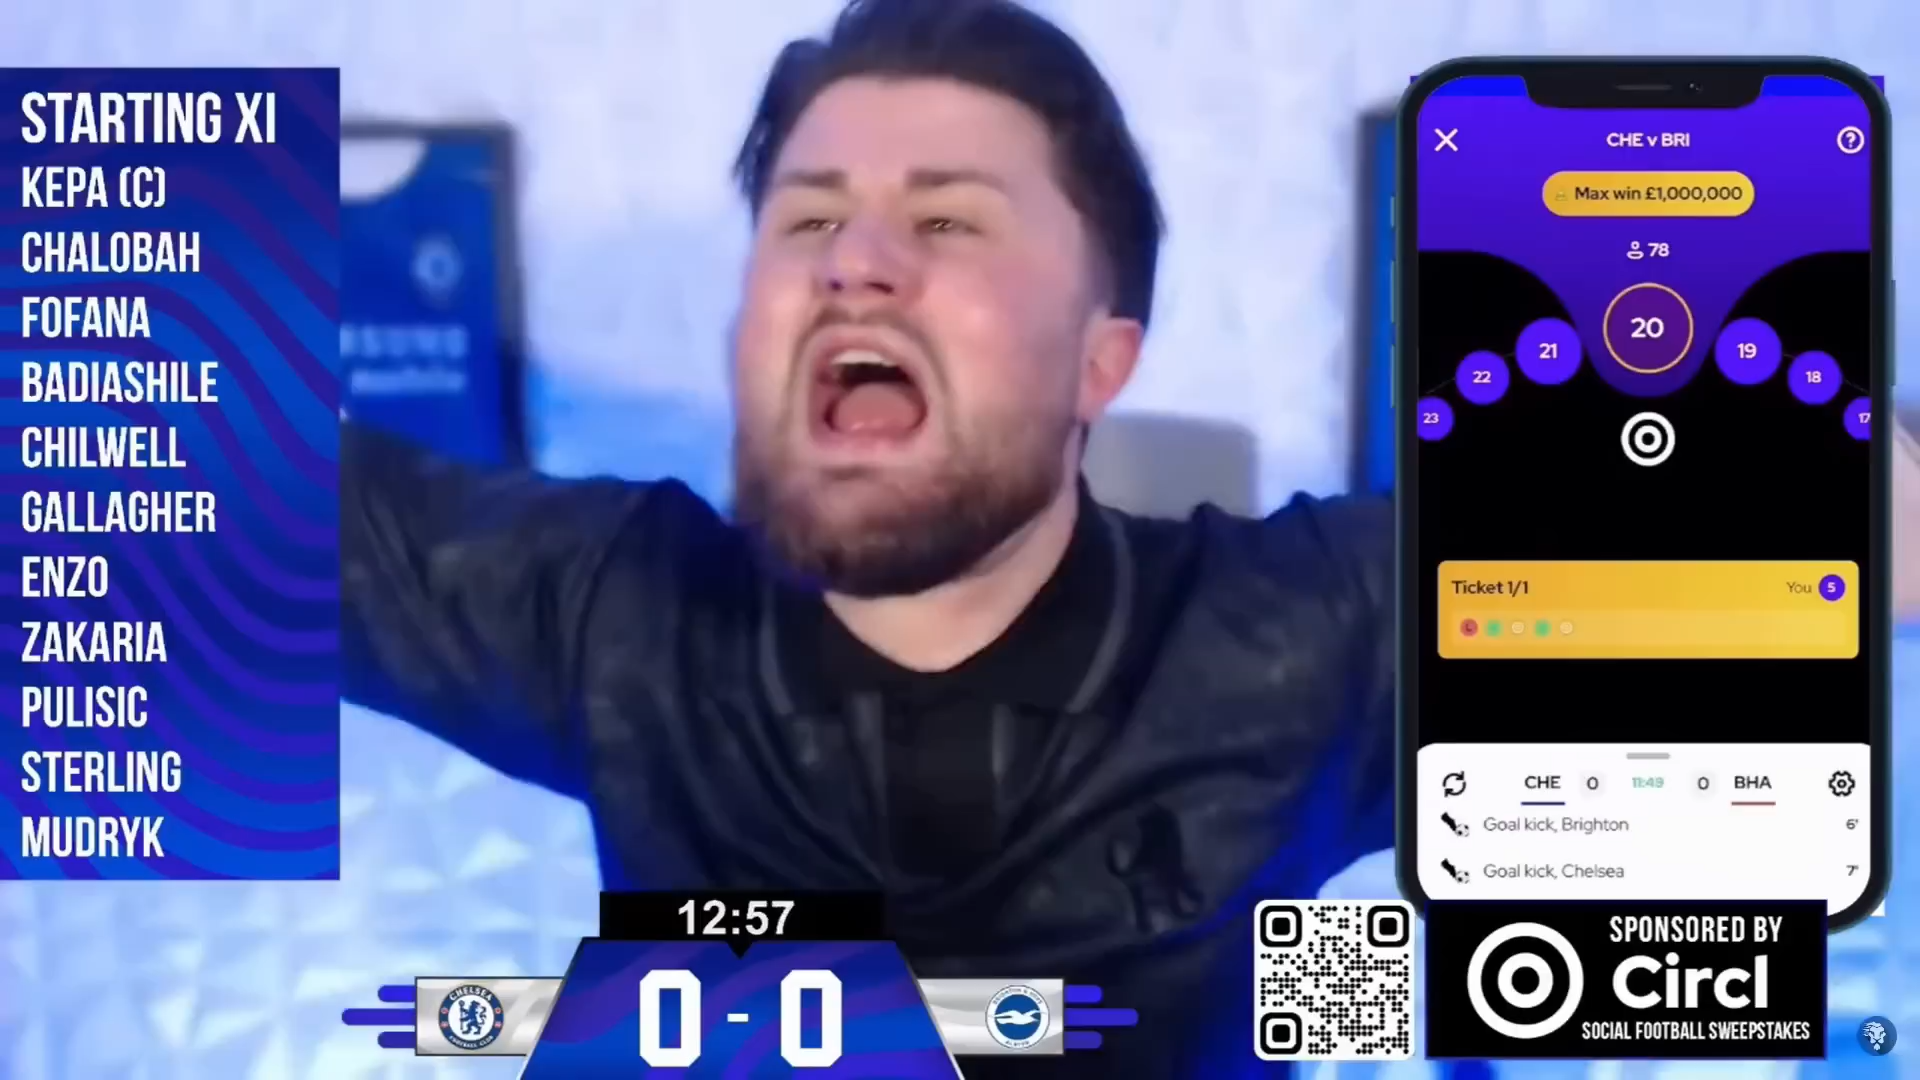 STARTING XI
KEPA (C)
CHALOBAH
FOFANA
BADIASHILE
CHILWELL
GALLAGHER
ENZO
ZAKARIA
PULISIC
STERLING
MUDRYK
CHE v BRI
?
Max win £1,000,000
78
20
21
19
22
18
23
17
Ticket 1/1
You 5
CHE 0 11:49 0 BHA
Goal kick, Brighton 6'
Goal kick, Chelsea 7'
12:57
0 - 0
CHELSEA
FOOTBALL CLUB
SPONSORED BY
Circl
SOCIAL FOOTBALL SWEEPSTAKES